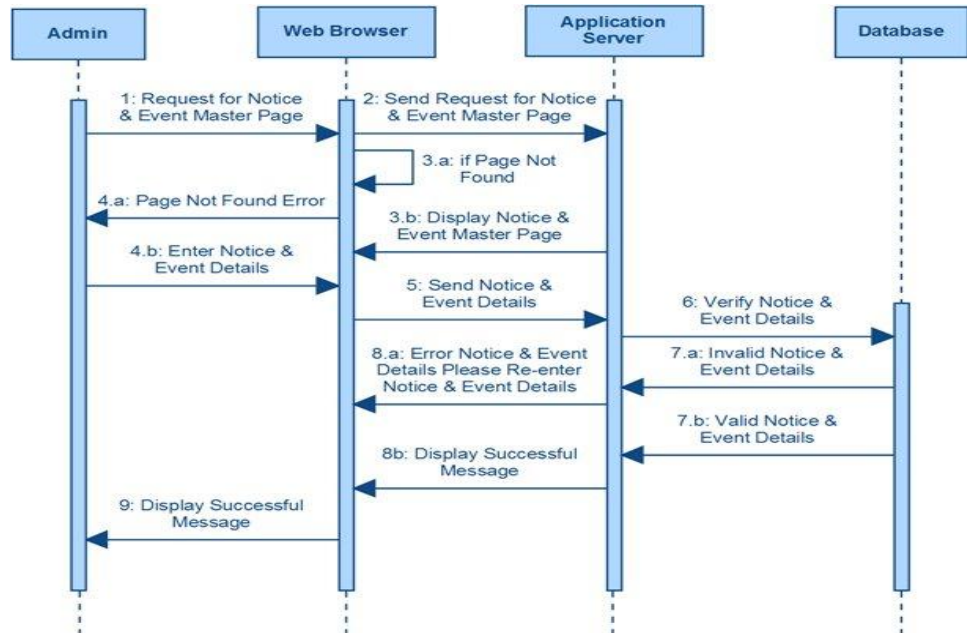 Admin
Web Browser
Application
Server
Database
1: Request for Notice
& Event Master Page
2: Send Request for Notice
& Event Master Page
3.a: if Page Not
Found
4.a: Page Not Found Error
3.b: Display Notice &
Event Master Page
4.b: Enter Notice &
Event Details
5: Send Notice &
Event Details
6: Verify Notice &
Event Details
8.a: Error Notice & Event
Details Please Re-enter
Notice & Event Details
7.a: Invalid Notice &
Event Details
7.b: Valid Notice &
Event Details
8b: Display Successful
Message
9: Display Successful
Message